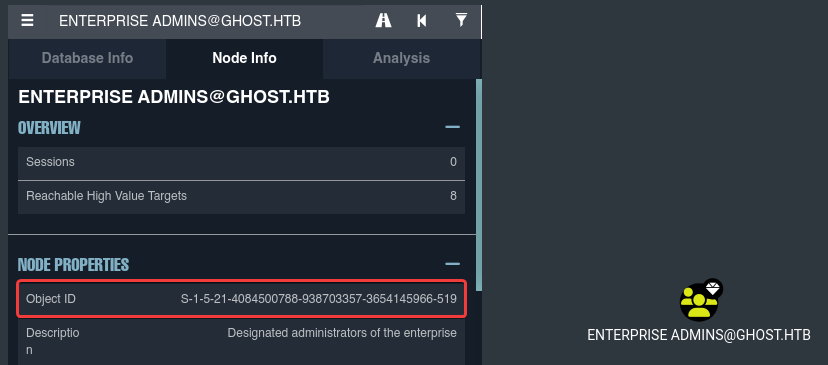 ENTERPRISE ADMINS@GHOST.HTB
Database Info Node Info Analysis
ENTERPRISE ADMINS@GHOST.HTB
OVERVIEW
Sessions 0
Reachable High Value Targets 8
NODE PROPERTIES
Object ID S-1-5-21-4084500788-938703357-3654145966-519
Descriptio Designated administrators of the enterprise
n
ENTERPRISE ADMINS@GHOST.HTB